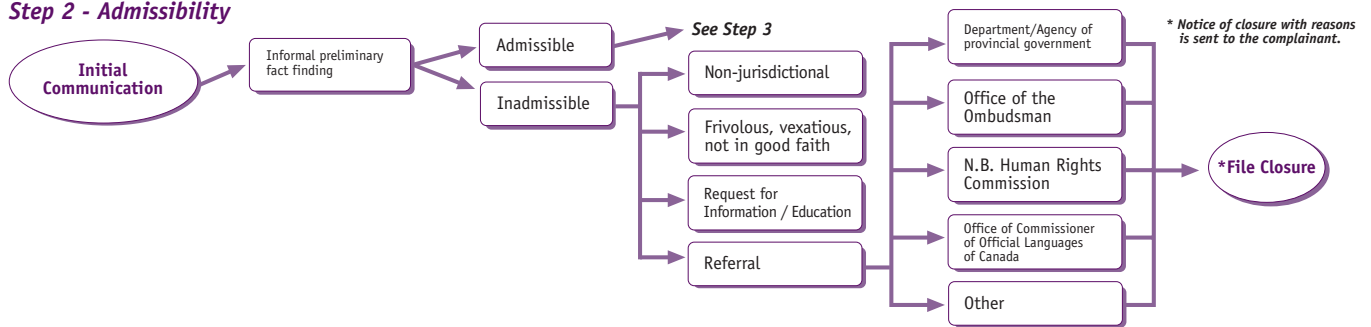 Step 2 - Admissibility
Initial
Communication
Informal preliminary
fact finding
Admissible
Inadmissible
See Step 3
Non-jurisdictional
Frivolous, vexatious,
not in good faith
Request for
Information / Education
Referral
Department/Agency of
provincial government
Office of the
Ombudsman
N.B. Human Rights
Commission
Office of Commissioner
of Official Languages
of Canada
Other
* Notice of closure with reasons
is sent to the complainant.
*File Closure